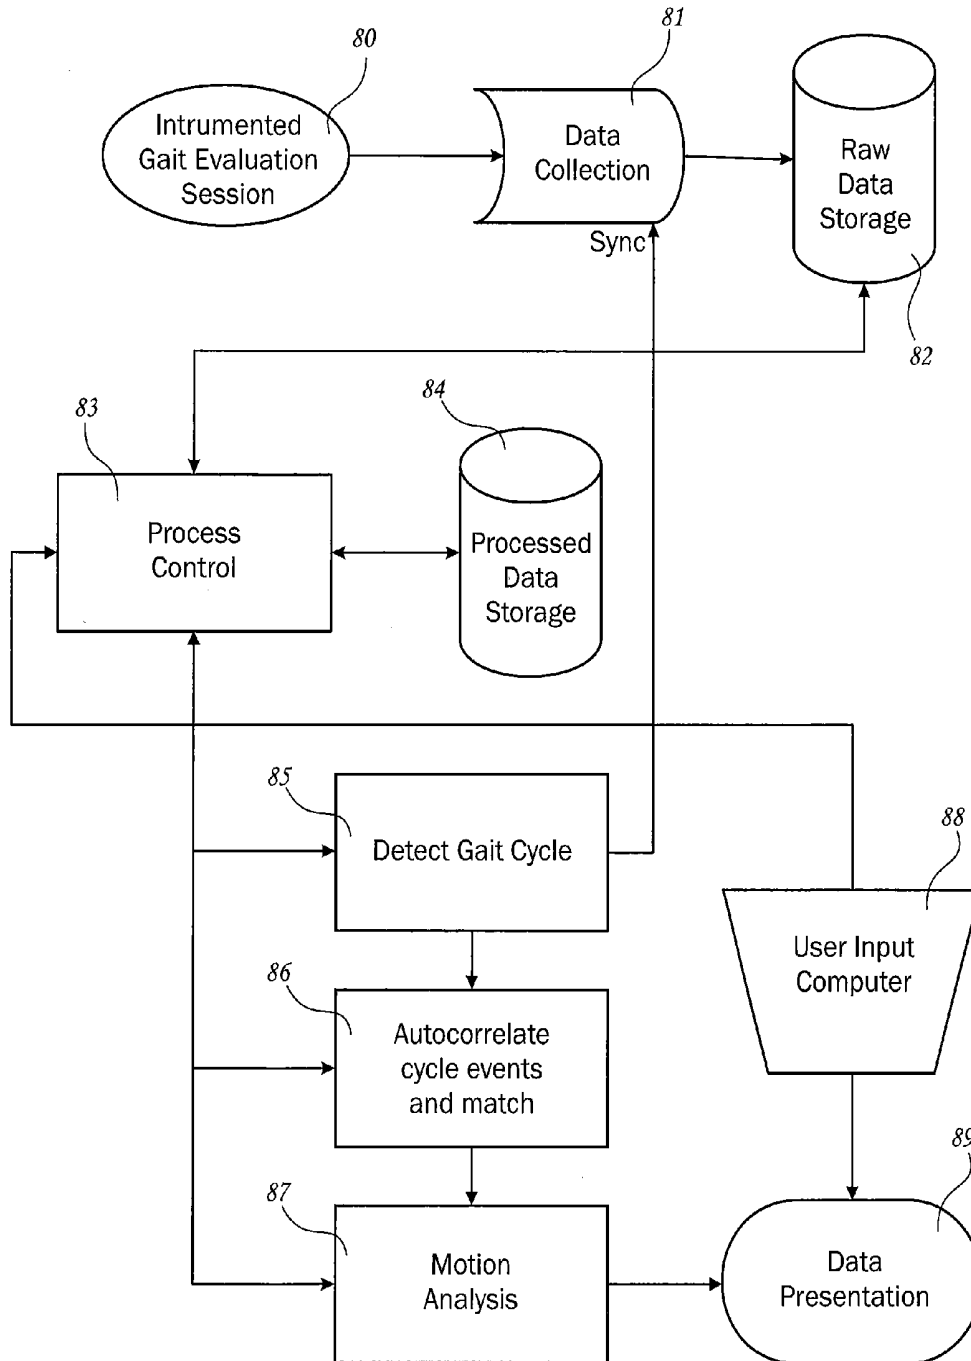 80
81
Intrumented
Gait Evaluation
Session
Data
Collection
Raw
Data
Storage
Sync
82
83
84
Process
Control
Processed
Data
Storage
85
Detect Gait Cycle
88
User Input
Computer
86
Autocorrelate
cycle events
and match
89
87
Motion
Analysis
Data
Presentation